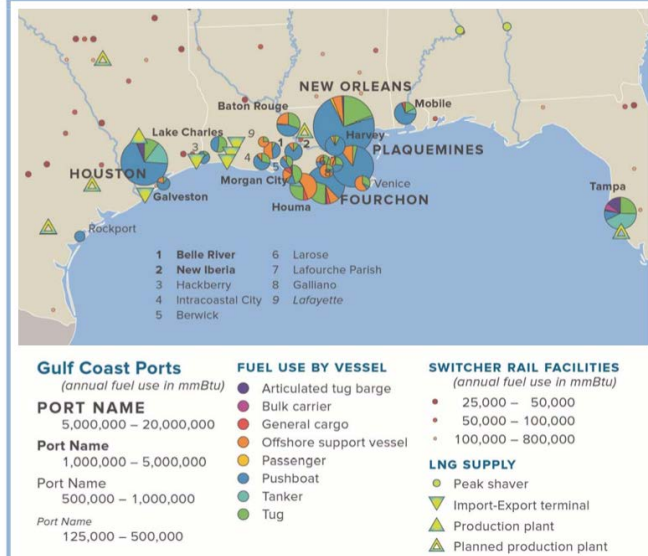 NEW ORLEANS
Baton Rouge
Mobile
Lake Charles
9
1
2
Harvey
3
PLAQUEMINES
4
5
HOUSTON
Morgan City
Venice
Galveston
Houma
FOURCHON
Tampa
Rockport
1 Belle River
2 New Iberia
3 Hackberry
4 Intracoastal City
5 Berwick
6 Larose
7 Lafourche Parish
8 Galliano
9 Lafayette
Gulf Coast Ports
(annual fuel use in mmBtu)
PORT NAME
5,000,000 – 20,000,000
Port Name
1,000,000 – 5,000,000
Port Name
500,000 – 1,000,000
Port Name
125,000 – 500,000
FUEL USE BY VESSEL
Articulated tug barge
Bulk carrier
General cargo
Offshore support vessel
Passenger
Pushboat
Tanker
Tug
SWITCHER RAIL FACILITIES
(annual fuel use in mmBtu)
25,000 – 50,000
50,000 – 100,000
100,000 – 800,000
LNG SUPPLY
Peak shaver
Import-Export terminal
Production plant
Planned production plant